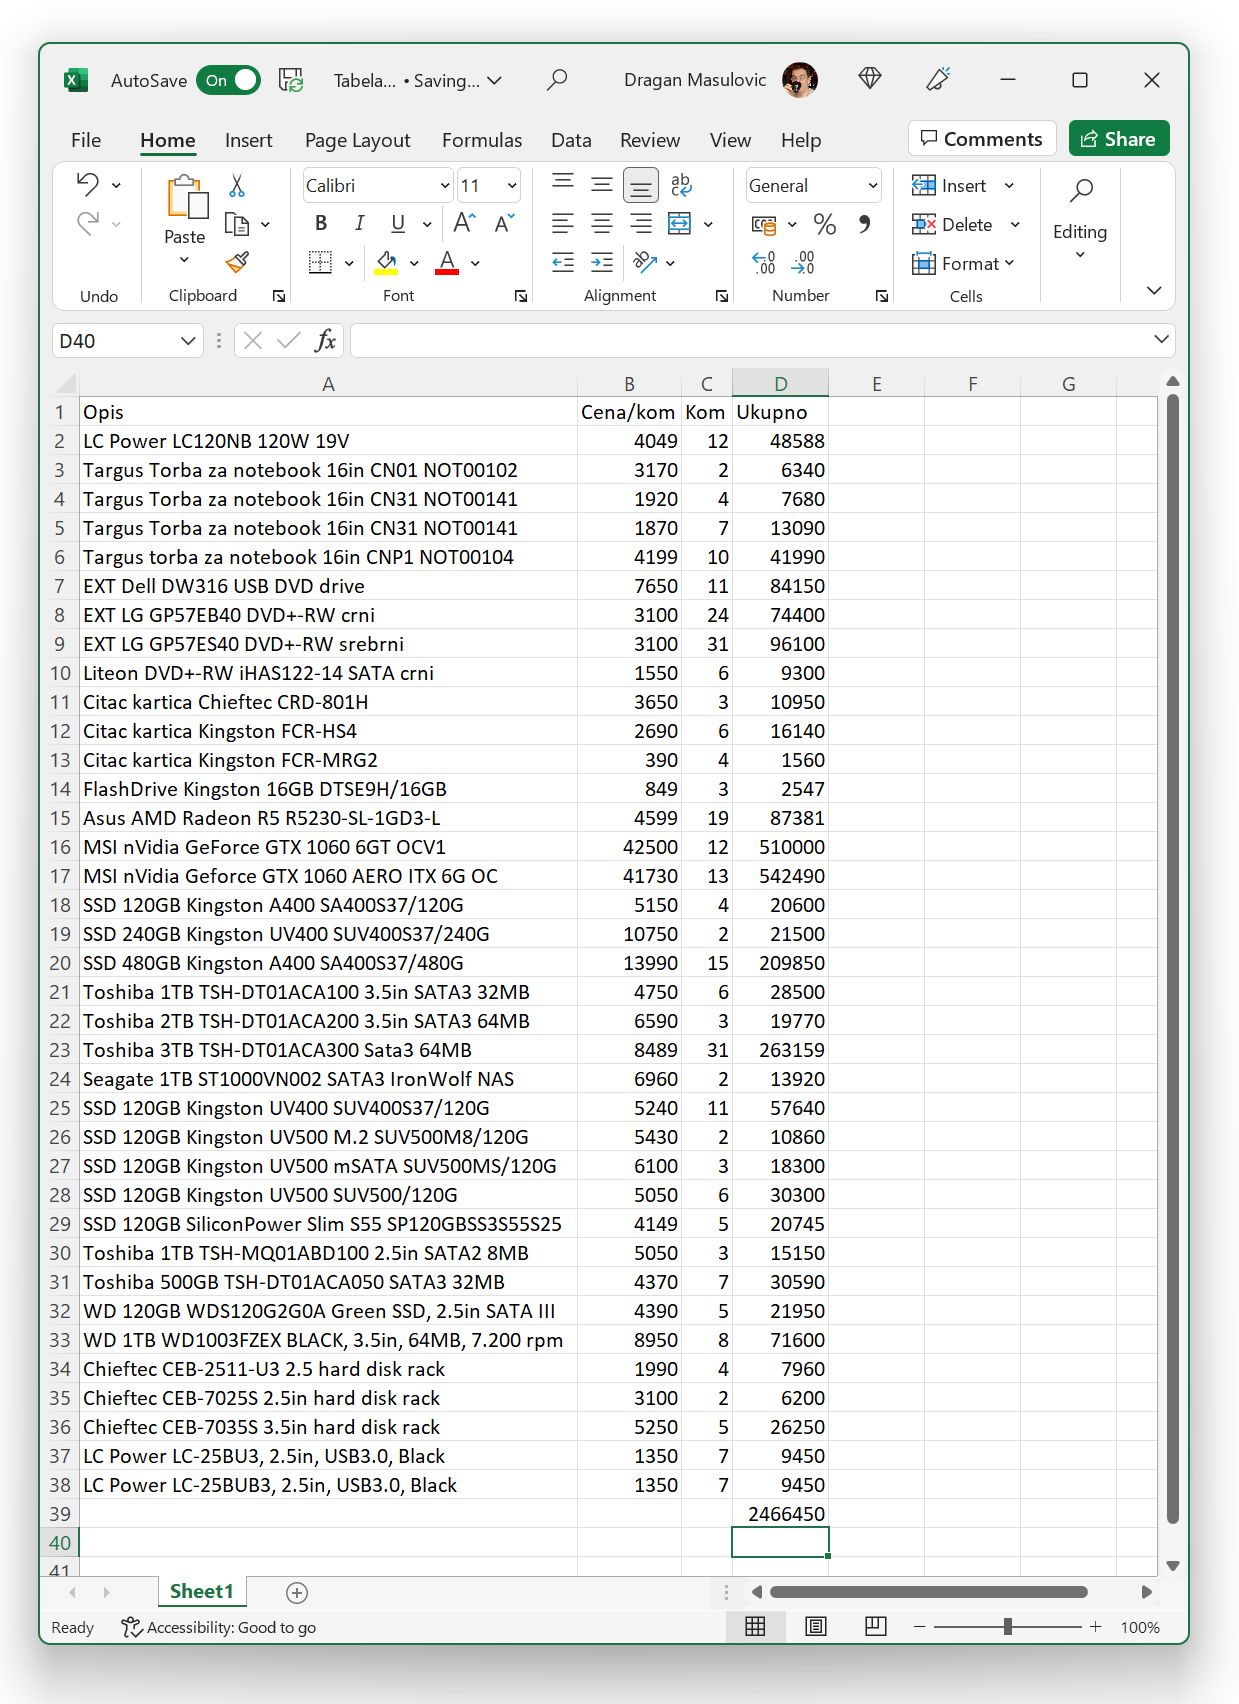 AutoSave On Tabela... • Saving... Dragan Masulovic
File Home Insert Page Layout Formulas Data Review View Help Comments Share
Calibri 11 ab General Insert
B I U A A % Delete
Paste Editing
A Format
Undo Clipboard Font Alignment Number Cells
D40 fx
A B C D E F G
1 Opis Cena/kom Kom Ukupno
2 LC Power LC120NB 120W 19V 4049 12 48588
3 Targus Torba za notebook 16in CN01 NOT00102 3170 2 6340
4 Targus Torba za notebook 16in CN31 NOT00141 1920 4 7680
5 Targus Torba za notebook 16in CN31 NOT00141 1870 7 13090
6 Targus torba za notebook 16in CNP1 NOT00104 4199 10 41990
7 EXT Dell DW316 USB DVD drive 7650 11 84150
8 EXT LG GP57EB40 DVD+-RW crni 3100 24 74400
9 EXT LG GP57ES40 DVD+-RW srebrni 3100 31 96100
10 Liteon DVD+-RW iHAS122-14 SATA crni 1550 6 9300
11 Citac kartica Chieftec CRD-801H 3650 3 10950
12 Citac kartica Kingston FCR-HS4 2690 6 16140
13 Citac kartica Kingston FCR-MRG2 390 4 1560
14 FlashDrive Kingston 16GB DTSE9H/16GB 849 3 2547
15 Asus AMD Radeon R5 R5230-SL-1GD3-L 4599 19 87381
16 MSI nVidia GeForce GTX 1060 6GT OCV1 42500 12 510000
17 MSI nVidia Geforce GTX 1060 AERO ITX 6G OC 41730 13 542490
18 SSD 120GB Kingston A400 SA400S37/120G 5150 4 20600
19 SSD 240GB Kingston UV400 SUV400S37/240G 10750 2 21500
20 SSD 480GB Kingston A400 SA400S37/480G 13990 15 209850
21 Toshiba 1TB TSH-DT01ACA100 3.5in SATA3 32MB 4750 6 28500
22 Toshiba 2TB TSH-DT01ACA200 3.5in SATA3 64MB 6590 3 19770
23 Toshiba 3TB TSH-DT01ACA300 Sata3 64MB 8489 31 263159
24 Seagate 1TB ST1000VN002 SATA3 IronWolf NAS 6960 2 13920
25 SSD 120GB Kingston UV400 SUV400S37/120G 5240 11 57640
26 SSD 120GB Kingston UV500 M.2 SUV500M8/120G 5430 2 10860
27 SSD 120GB Kingston UV500 mSATA SUV500MS/120G 6100 3 18300
28 SSD 120GB Kingston UV500 SUV500/120G 5050 6 30300
29 SSD 120GB SiliconPower Slim S55 SP120GBSS3S55S25 4149 5 20745
30 Toshiba 1TB TSH-MQ01ABD100 2.5in SATA2 8MB 5050 3 15150
31 Toshiba 500GB TSH-DT01ACA050 SATA3 32MB 4370 7 30590
32 WD 120GB WDS120G2G0A Green SSD, 2.5in SATA III 4390 5 21950
33 WD 1TB WD1003FZEX BLACK, 3.5in, 64MB, 7.200 rpm 8950 8 71600
34 Chieftec CEB-2511-U3 2.5 hard disk rack 1990 4 7960
35 Chieftec CEB-7025S 2.5in hard disk rack 3100 2 6200
36 Chieftec CEB-7035S 3.5in hard disk rack 5250 5 26250
37 LC Power LC-25BU3, 2.5in, USB3.0, Black 1350 7 9450
38 LC Power LC-25BUB3, 2.5in, USB3.0, Black 1350 7 9450
39 2466450
40
41
Sheet1
Ready Accessibility: Good to go 100%